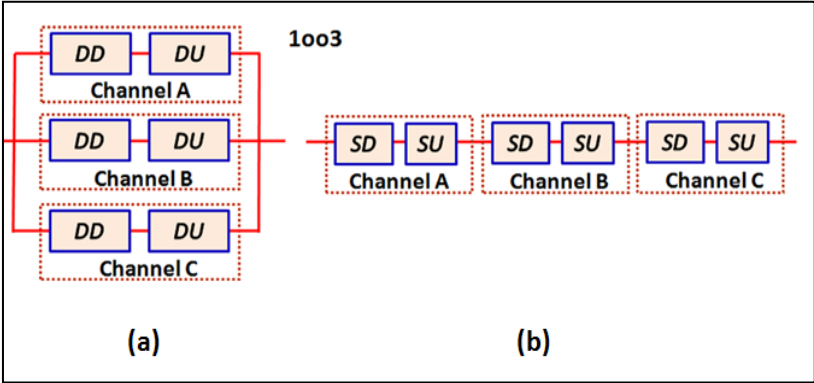 1oo3
DD DU
Channel A
DD DU
Channel B
DD DU
Channel C
SD SU SD SU SD SU
Channel A Channel B Channel C
(a) (b)